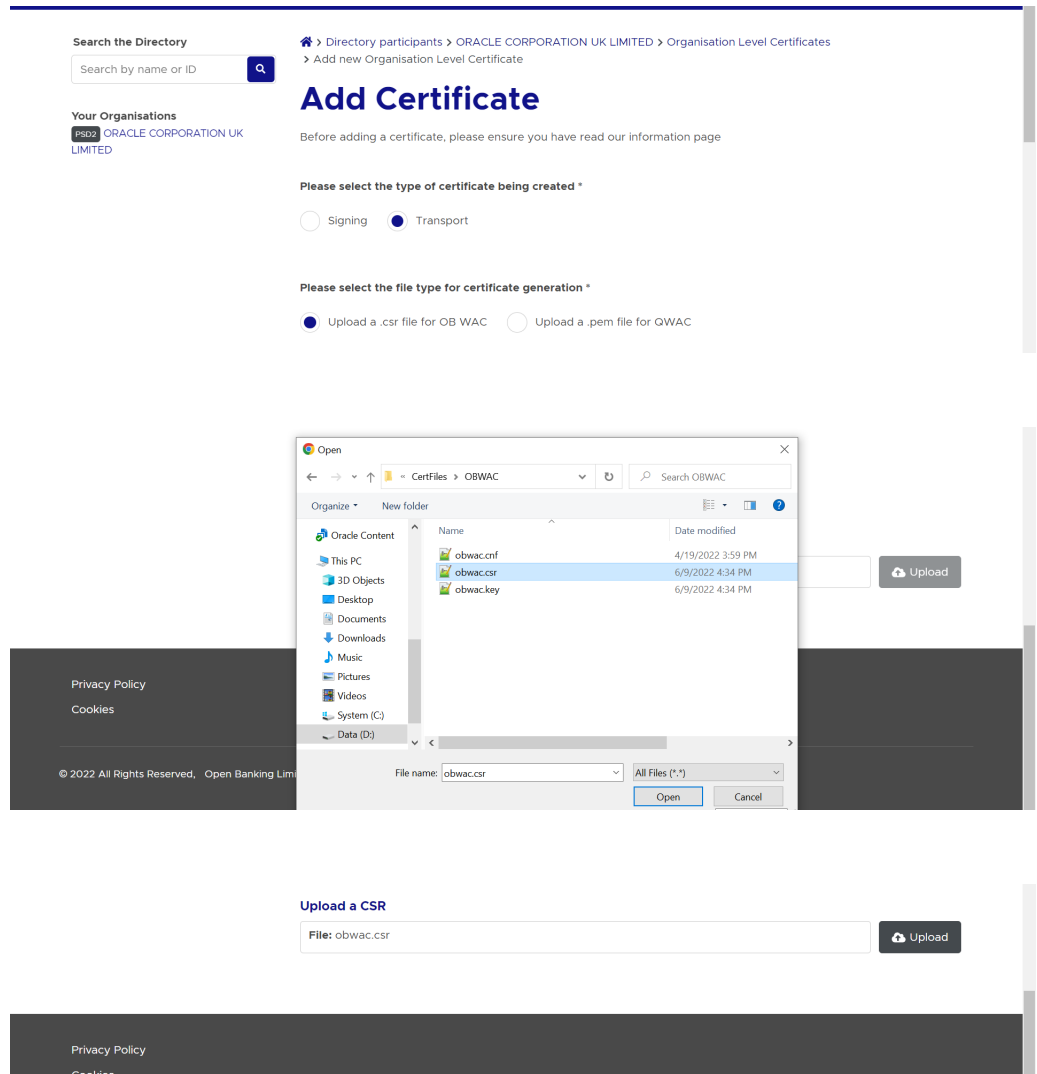 Search the Directory
Search by name or ID
Your Organisations
PSD2 ORACLE CORPORATION UK
LIMITED
> Directory participants > ORACLE CORPORATION UK LIMITED > Organisation Level Certificates
> Add new Organisation Level Certificate
Add Certificate
Before adding a certificate, please ensure you have read our information page
Please select the type of certificate being created *
Signing Transport
Please select the file type for certificate generation *
Upload a .csr file for OB WAC Upload a .pem file for QWAC
Open
« CertFiles > OBWAC
Search OBWAC
Organize New folder
Oracle Content
This PC
3D Objects
Desktop
Documents
Downloads
Music
Pictures
Videos
System (C:)
Data (D:)
Name Date modified
obwac.cnf 4/19/2022 3:59 PM
obwac.csr 6/9/2022 4:34 PM
obwac.key 6/9/2022 4:34 PM
File name: obwac.csr All Files (*.*)
Open Cancel
Upload
Privacy Policy
Cookies
© 2022 All Rights Reserved, Open Banking Limi
Upload a CSR
File: obwac.csr
Upload
Privacy Policy
Cookies